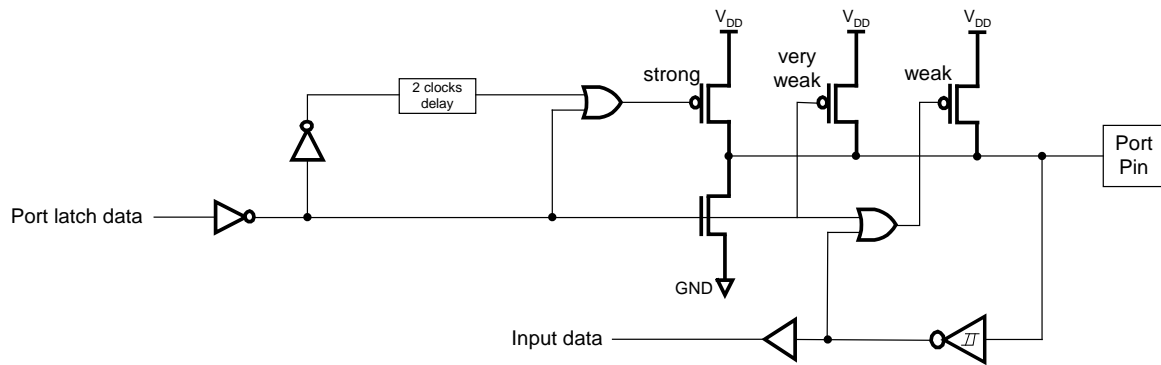 V_DD
V_DD
V_DD
strong
very
weak
weak
2 clocks
delay
Port
Pin
Port latch data
GND
Input data